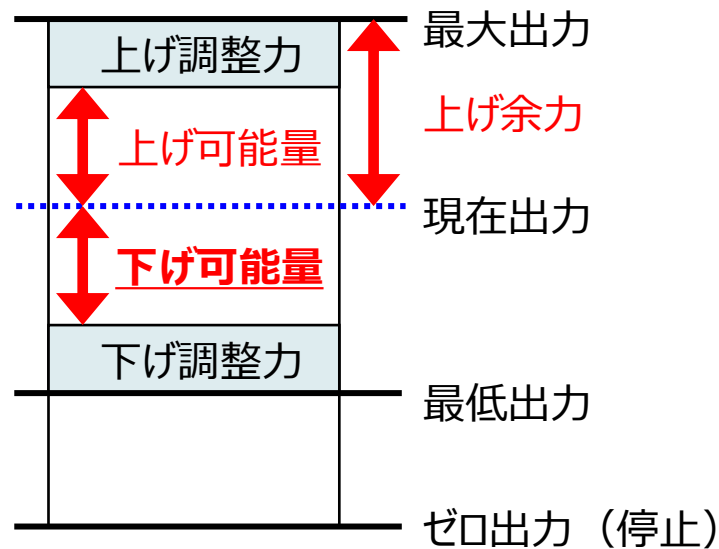 最大出力
上げ調整力
上げ余力
上げ可能量
現在出力
下げ可能量
下げ調整力
最低出力
ゼロ出力（停止）